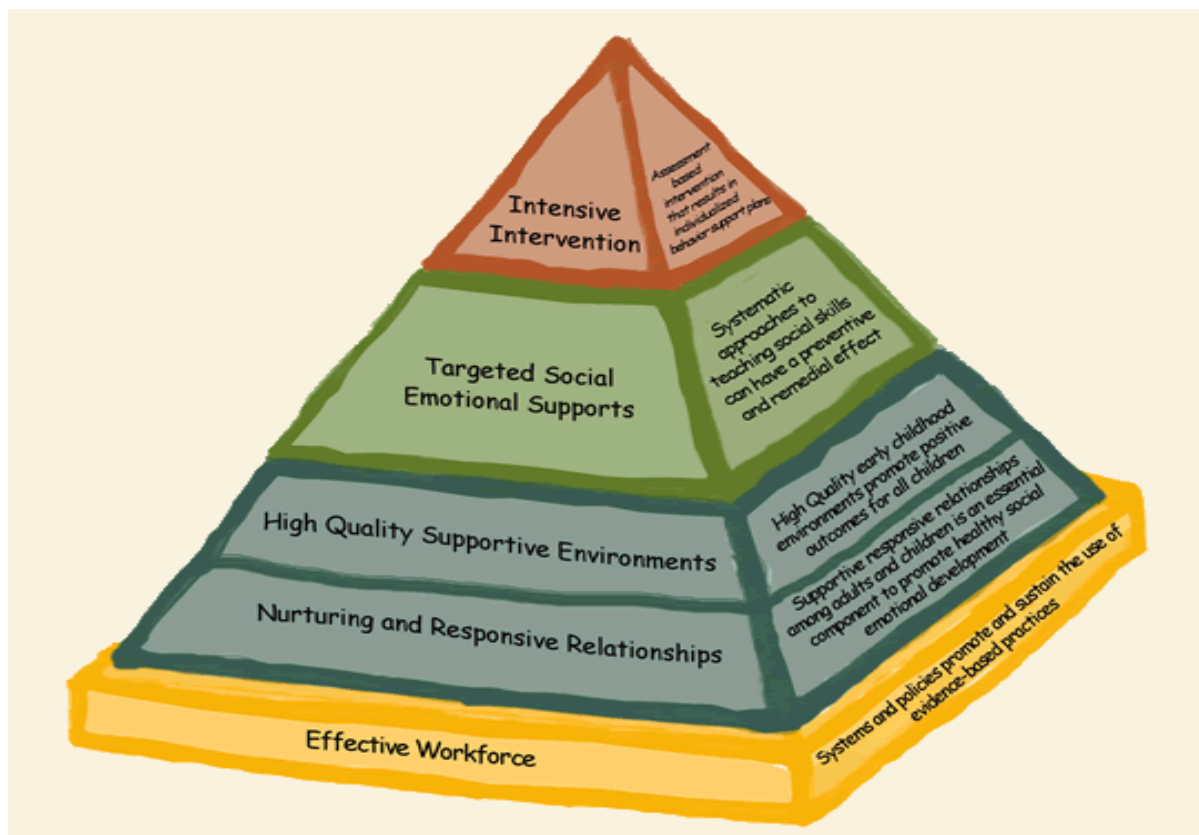 Intensive
Intervention
Assessment
based
intervention
that results in
individualized
behavior support plans
Targeted Social
Emotional Supports
Systematic
approaches to
teaching social skills
can have a preventive
and remedial effect
High Quality Supportive Environments
High Quality early childhood
environments promote positive
outcomes for all children
Nurturing and Responsive Relationships
Supportive responsive relationships
among adults and children is an essential
component to promote healthy social
emotional development
Effective Workforce
Systems and policies promote and sustain the use of
evidence-based practices